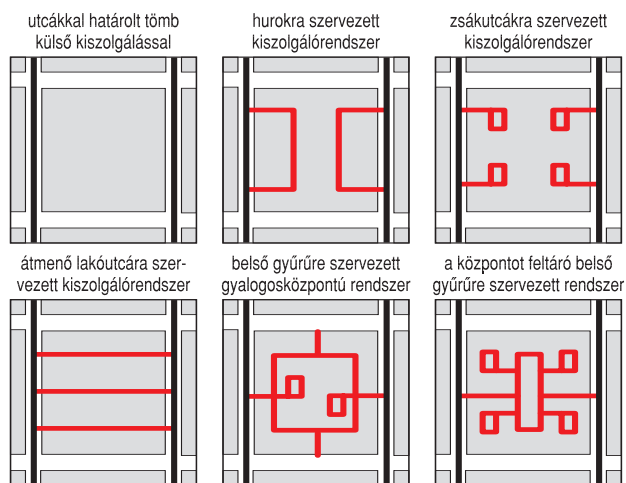 utcákkal határolt tömb
külső kiszolgálással
hurokra szervezett
kiszolgálórendszer
zsákutcákra szervezett
kiszolgálórendszer
átmenő lakóutcára szer-
vezett kiszolgálórendszer
belső gyűrűre szervezett
gyalogosközpontú rendszer
a központot feltáró belső
gyűrűre szervezett rendszer